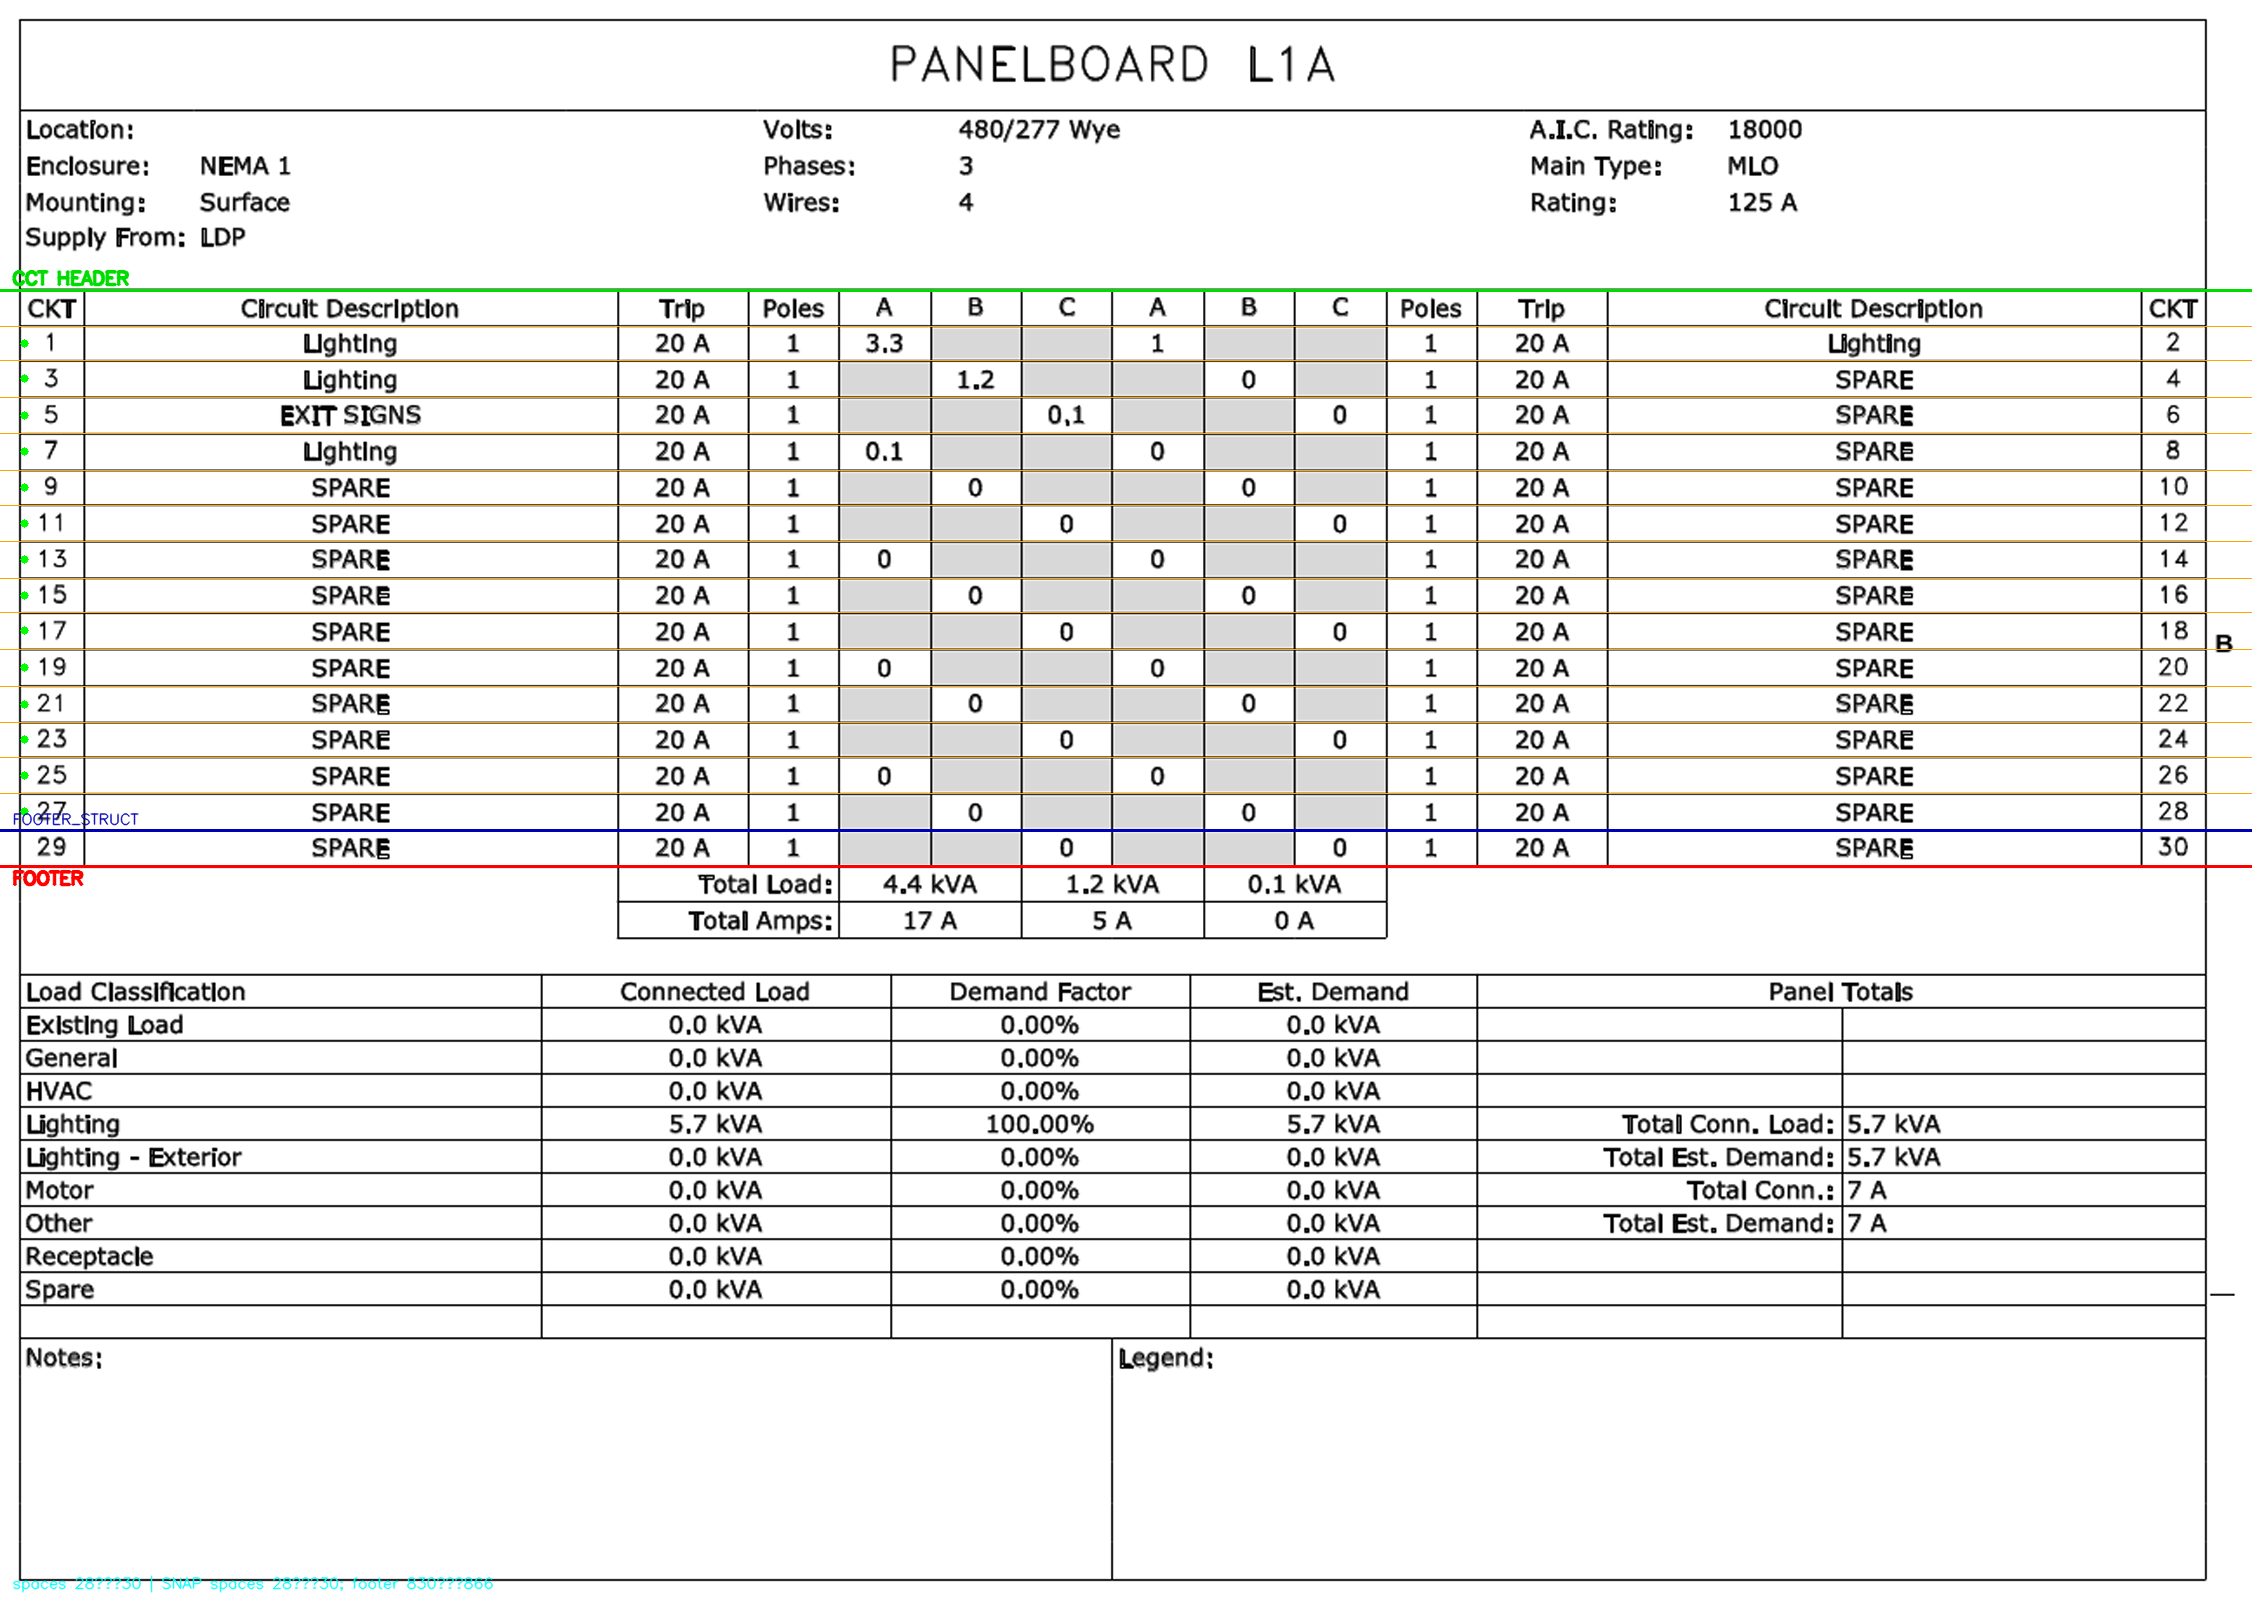 PANELBOARD L1A
Location: Volts: 480/277 Wye A.I.C. Rating: 18000
Enclosure: NEMA 1 Phases: 3 Main Type: MLO
Mounting: Surface Wires: 4 Rating: 125 A
Supply From: LDP
CCT HEADER
CKT Circuit Description Trip Poles A B C A B C Poles Trip Circuit Description CKT
1 Lighting 20 A 1 3.3 1 1 20 A Lighting 2
3 Lighting 20 A 1 1.2 0 1 20 A SPARE 4
5 EXIT SIGNS 20 A 1 0.1 0 1 20 A SPARE 6
7 Lighting 20 A 1 0.1 0 1 20 A SPARE 8
9 SPARE 20 A 1 0 0 1 20 A SPARE 10
11 SPARE 20 A 1 0 0 1 20 A SPARE 12
13 SPARE 20 A 1 0 0 1 20 A SPARE 14
15 SPARE 20 A 1 0 0 1 20 A SPARE 16
17 SPARE 20 A 1 0 0 1 20 A SPARE 18
B
19 SPARE 20 A 1 0 0 1 20 A SPARE 20
21 SPARE 20 A 1 0 0 1 20 A SPARE 22
23 SPARE 20 A 1 0 0 1 20 A SPARE 24
25 SPARE 20 A 1 0 0 1 20 A SPARE 26
27 SPARE 20 A 1 0 0 1 20 A SPARE 28
FOOTER_STRUCT
29 SPARE 20 A 1 0 0 1 20 A SPARE 30
FOOTER
Total Load: 4.4 kVA 1.2 kVA 0.1 kVA
Total Amps: 17 A 5 A 0 A
Load Classification Connected Load Demand Factor Est. Demand Panel Totals
Existing Load 0.0 kVA 0.00% 0.0 kVA
General 0.0 kVA 0.00% 0.0 kVA
HVAC 0.0 kVA 0.00% 0.0 kVA
Lighting 5.7 kVA 100.00% 5.7 kVA Total Conn. Load: 5.7 kVA
Lighting - Exterior 0.0 kVA 0.00% 0.0 kVA Total Est. Demand: 5.7 kVA
Motor 0.0 kVA 0.00% 0.0 kVA Total Conn.: 7 A
Other 0.0 kVA 0.00% 0.0 kVA Total Est. Demand: 7 A
Receptacle 0.0 kVA 0.00% 0.0 kVA
Spare 0.0 kVA 0.00% 0.0 kVA
Notes: Legend:
spaces 28???30 | SNAP spaces 28???30; footer 830???866